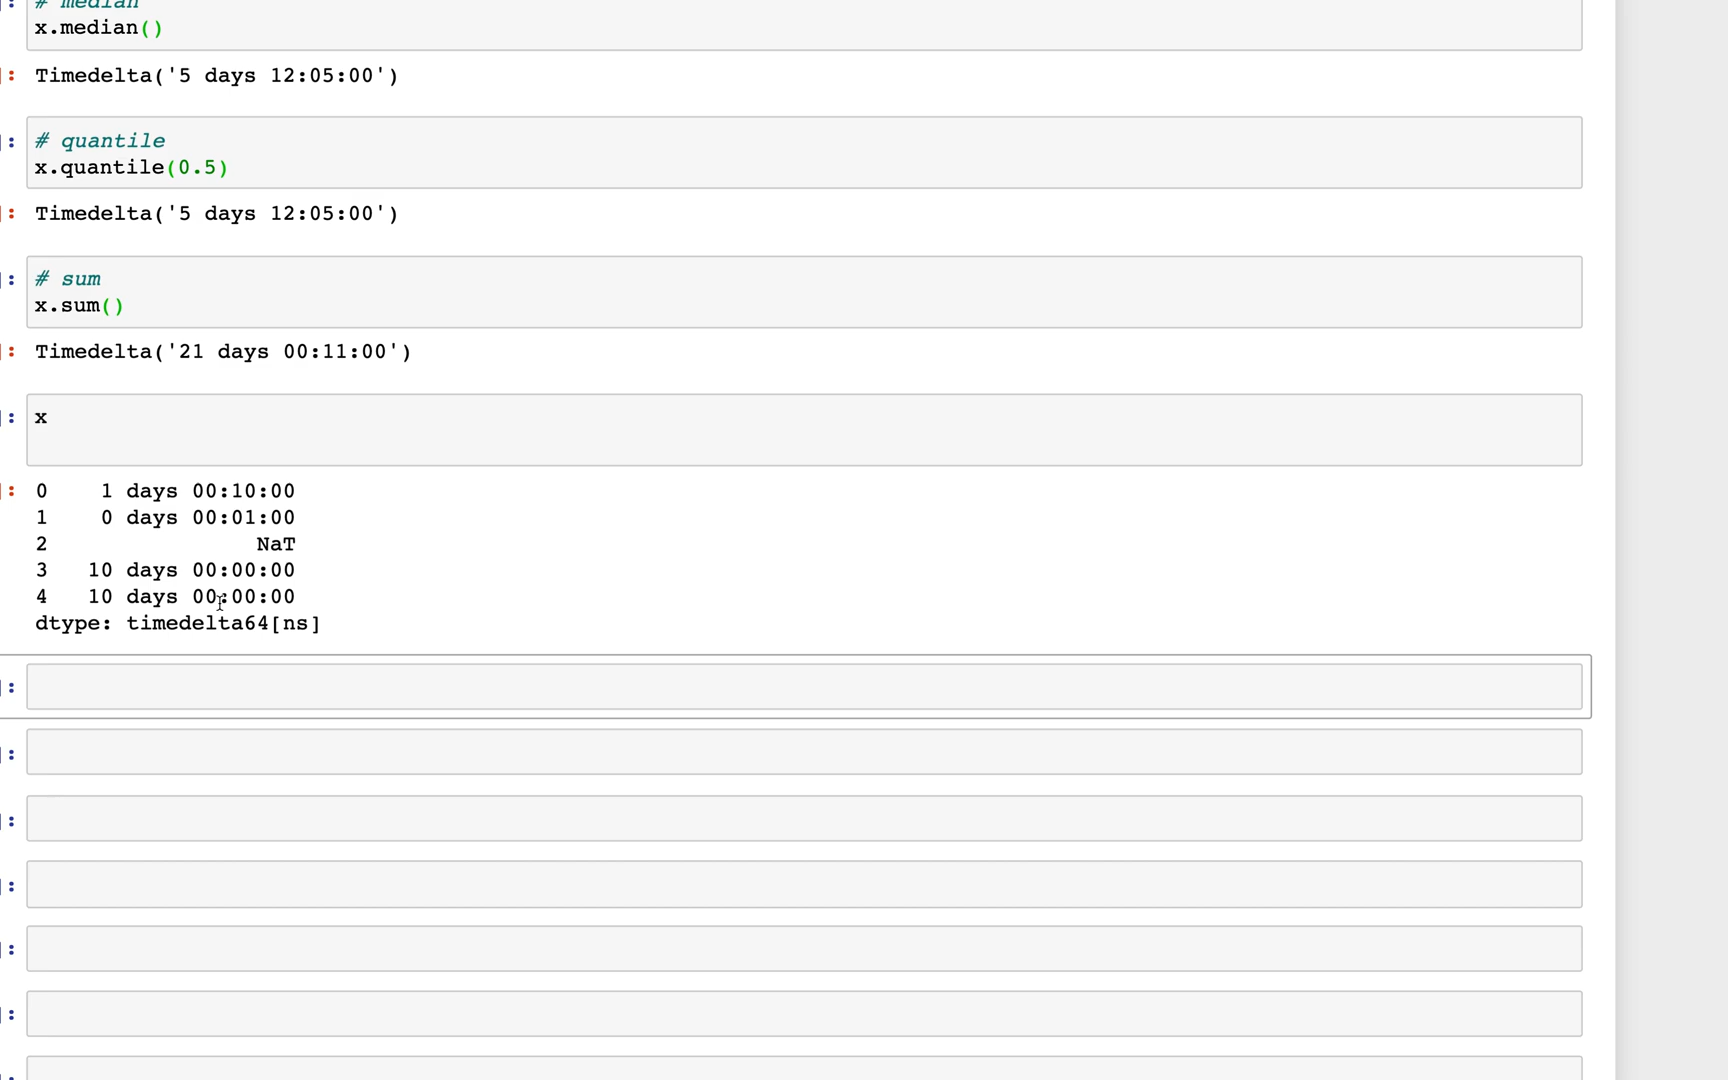 ]: # median
x.median()
]: Timedelta('5 days 12:05:00')
]: # quantile
x.quantile(0.5)
]: Timedelta('5 days 12:05:00')
]: # sum
x.sum()
]: Timedelta('21 days 00:11:00')
]: x
]: 0 1 days 00:10:00
1 0 days 00:01:00
2 NaT
3 10 days 00:00:00
4 10 days 00:00:00
dtype: timedelta64[ns]
]:
]:
]:
]:
]:
]: